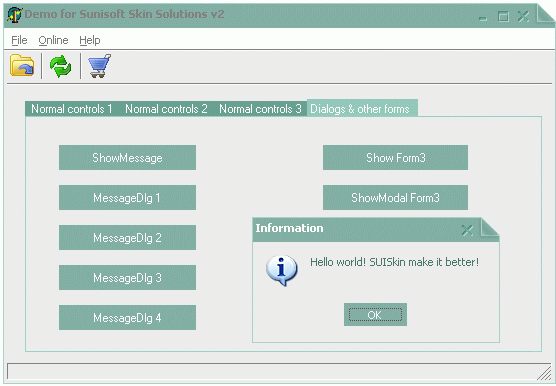 Demo for Sunisoft Skin Solutions v2
File Online Help
Normal controls 1 Normal controls 2 Normal controls 3 Dialogs & other forms
ShowMessage Show Form3
MessageDlg 1 ShowModal Form3
MessageDlg 2
MessageDlg 3
MessageDlg 4
Information
Hello world! SUISkin make it better!
OK